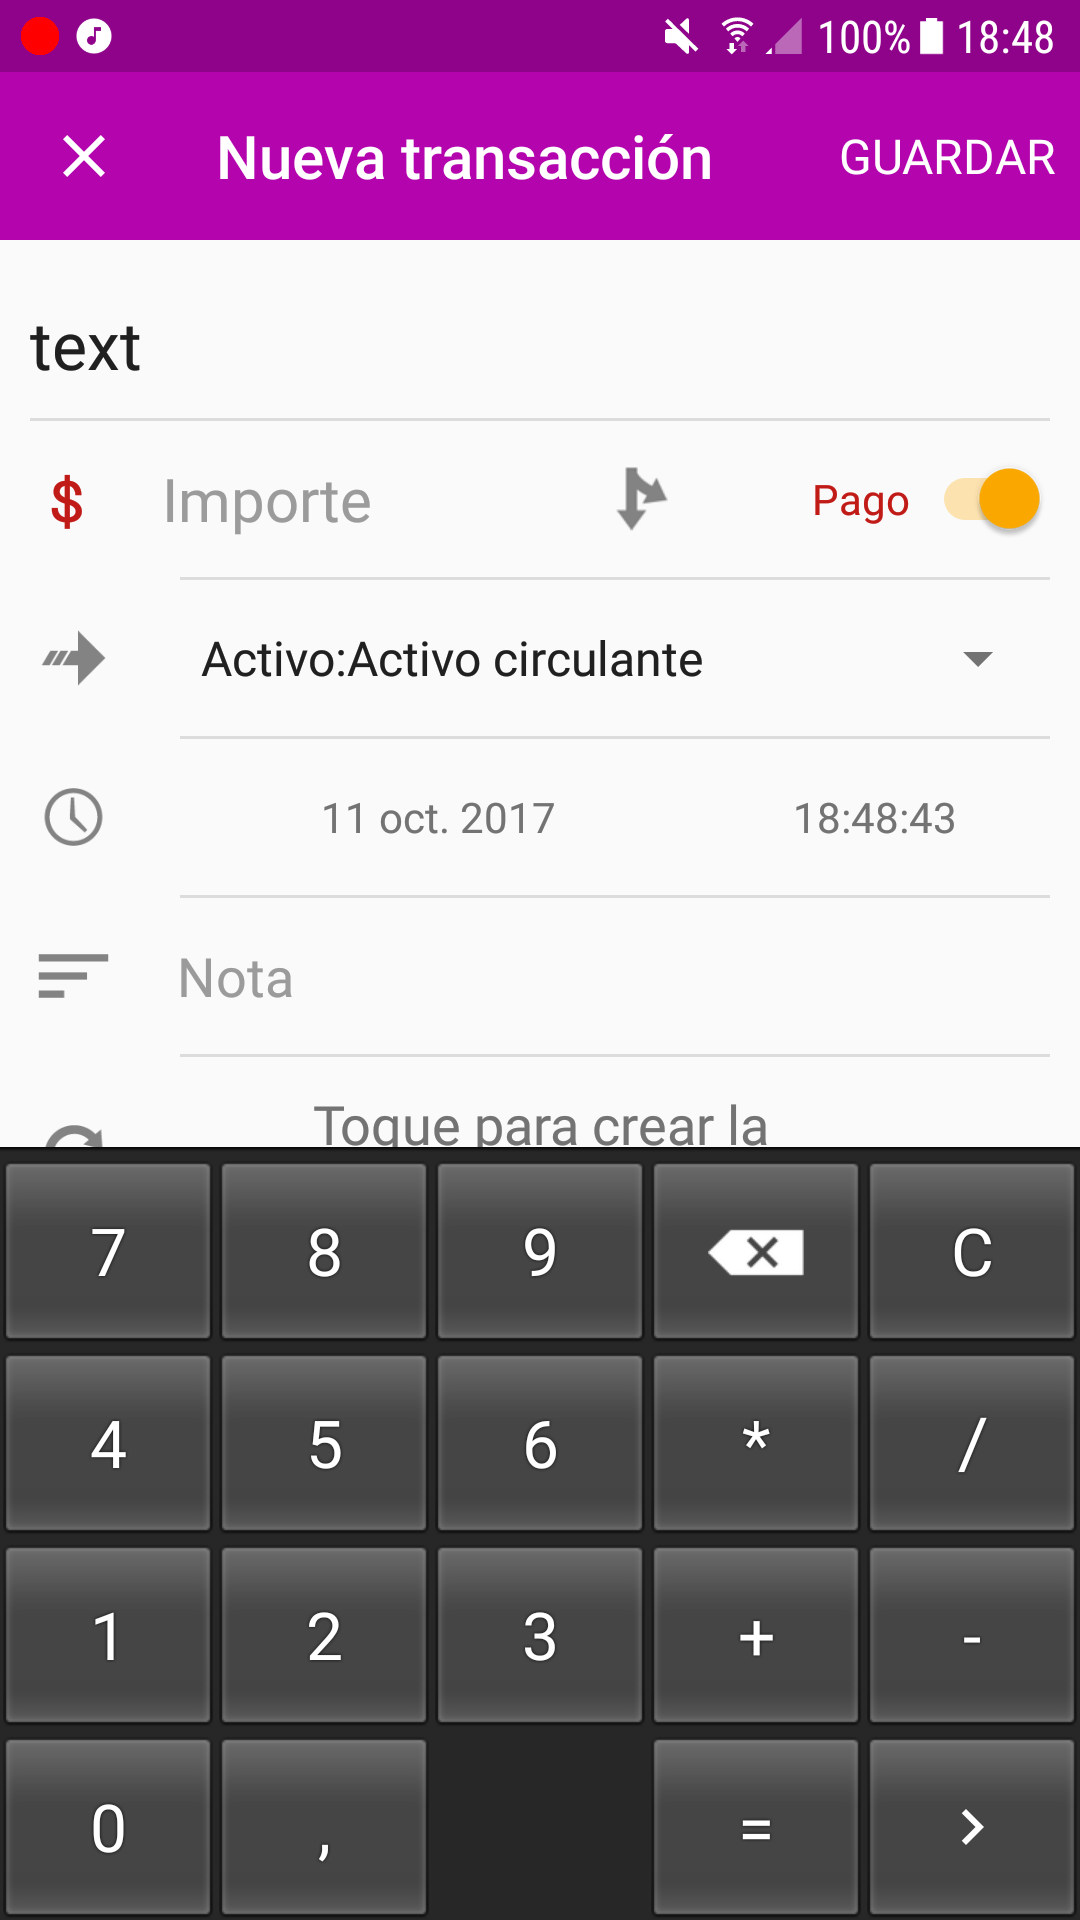 100% 18:48
Nueva transacción GUARDAR
text
$ Importe Pago
Activo:Activo circulante
11 oct. 2017 18:48:43
Nota
Toque para crear la
7 8 9 C
4 5 6 * /
1 2 3 + -
0 , = >